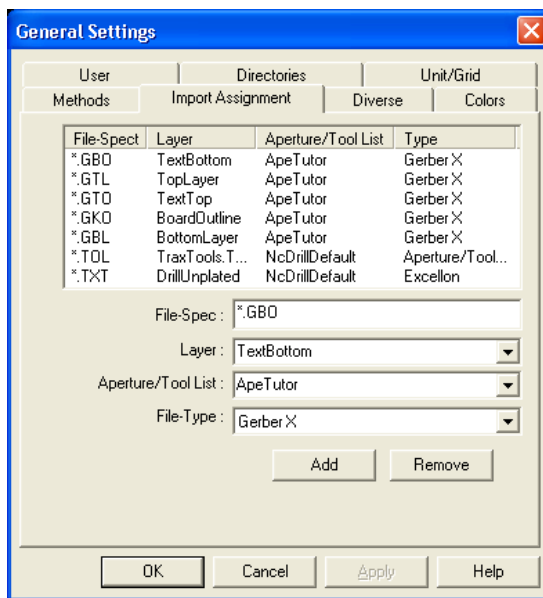 General Settings
User Directories Unit/Grid
Methods Import Assignment Diverse Colors
File-Spect Layer Aperture/Tool List Type
*.GBO TextBottom ApeTutor Gerber X
*.GTL TopLayer ApeTutor Gerber X
*.GTO TextTop ApeTutor Gerber X
*.GKO BoardOutline ApeTutor Gerber X
*.GBL BottomLayer ApeTutor Gerber X
*.TOL TraxTools.T... NcDrillDefault Aperture/Tool...
*.TXT DrillUnplated NcDrillDefault Excellon
File-Spec : *.GBO
Layer : TextBottom
Aperture/Tool List : ApeTutor
File-Type : Gerber X
Add Remove
OK Cancel Apply Help